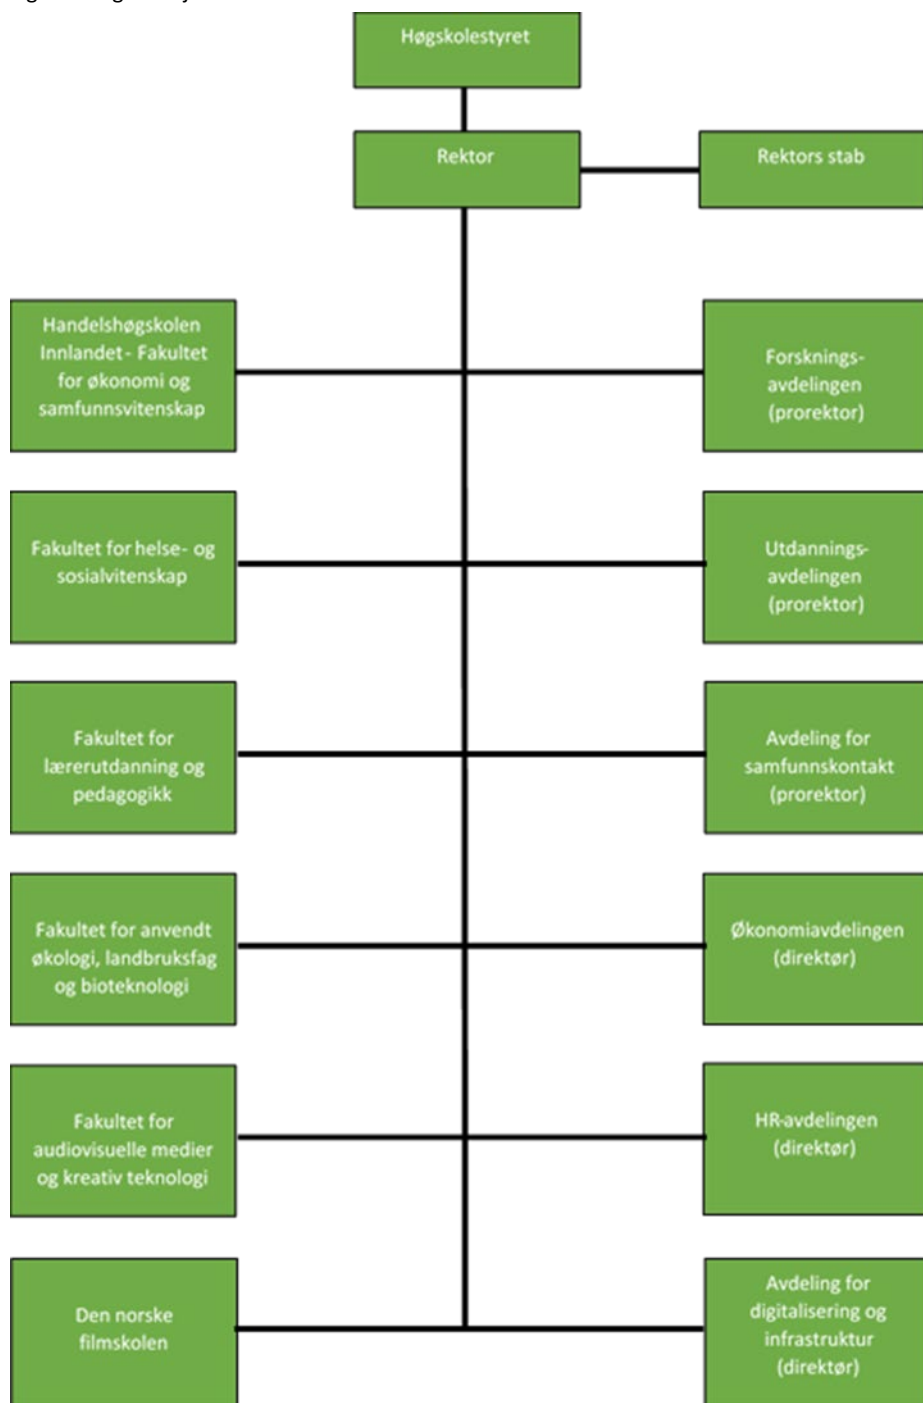 Høgskolestyret
Rektor
Rektors stab
Handelshøgskolen
Innlandet - Fakultet
for økonomi og
samfunnsvitenskap
Forsknings-
avdelingen
(prorektor)
Fakultet for helse- og
sosialvitenskap
Utdannings-
avdelingen
(prorektor)
Fakultet for
lærerutdanning og
pedagogikk
Avdeling for
samfunnskontakt
(prorektor)
Fakultet for anvendt
økologi, landbruksfag
og bioteknologi
Økonomiavdelingen
(direktør)
Fakultet for
audiovisuelle medier
og kreativ teknologi
HR-avdelingen
(direktør)
Den norske
filmskolen
Avdeling for
digitalisering og
infrastruktur
(direktør)